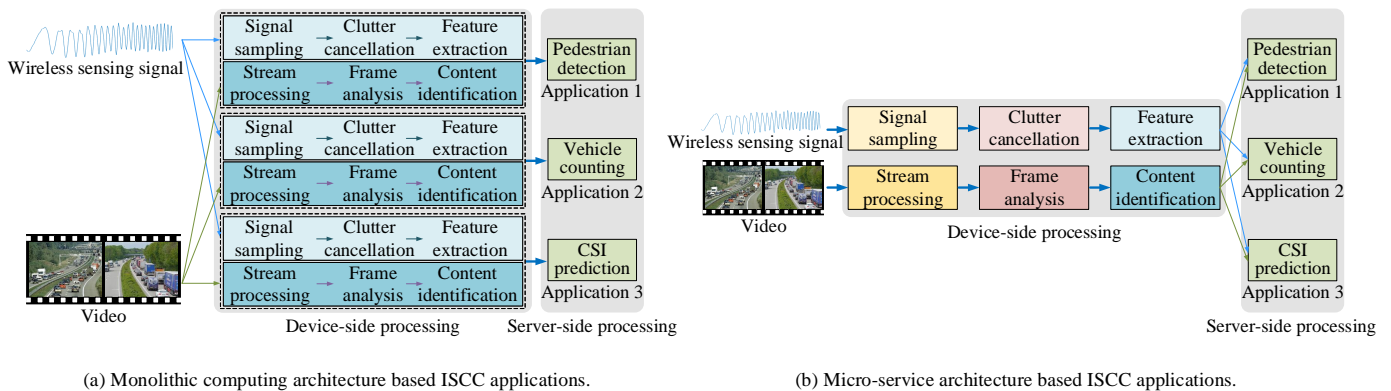 Wireless sensing signal
Video
Signal sampling
Clutter cancellation
Feature extraction
Stream processing
Frame analysis
Content identification
Signal sampling
Clutter cancellation
Feature extraction
Stream processing
Frame analysis
Content identification
Signal sampling
Clutter cancellation
Feature extraction
Stream processing
Frame analysis
Content identification
Device-side processing
Pedestrian detection
Application 1
Vehicle counting
Application 2
CSI prediction
Application 3
Server-side processing
(a) Monolithic computing architecture based ISCC applications.
Wireless sensing signal
Video
Signal sampling
Clutter cancellation
Feature extraction
Stream processing
Frame analysis
Content identification
Device-side processing
Pedestrian detection
Application 1
Vehicle counting
Application 2
CSI prediction
Application 3
Server-side processing
(b) Micro-service architecture based ISCC applications.